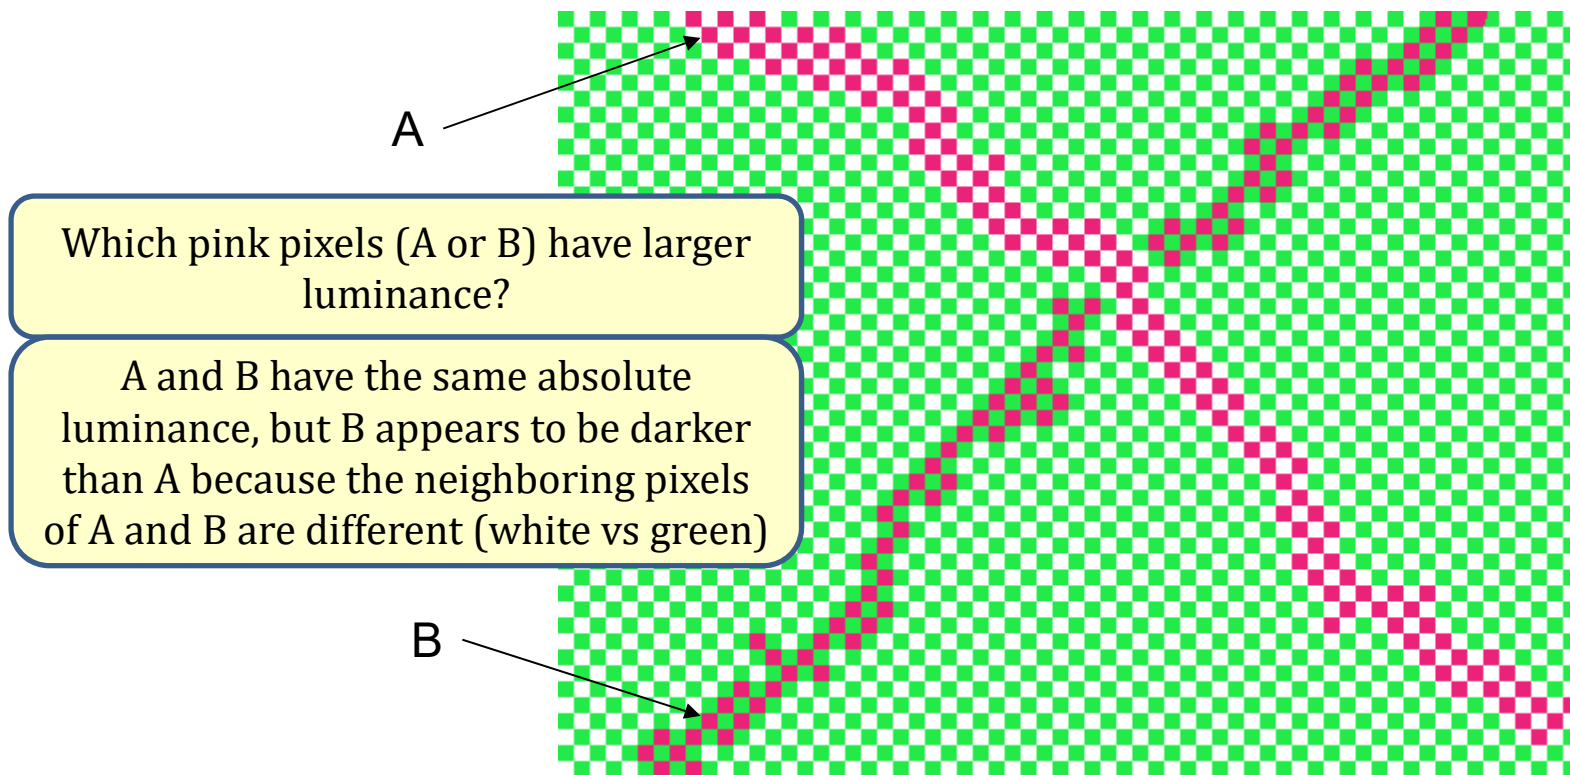 A
Which pink pixels (A or B) have larger
luminance?
A and B have the same absolute
luminance, but B appears to be darker
than A because the neighboring pixels
of A and B are different (white vs green)
B